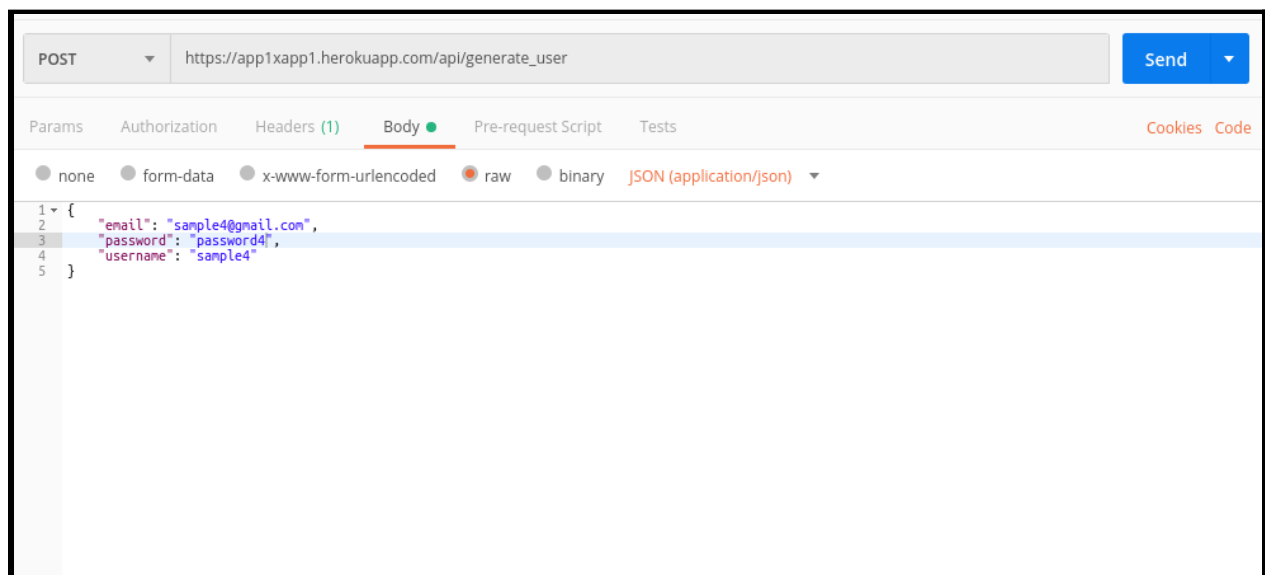 POST https://app1xapp1.herokuapp.com/api/generate_user Send
Params Authorization Headers (1) Body Pre-request Script Tests Cookies Code
none form-data x-www-form-urlencoded raw binary JSON (application/json)
1 {
2 "email": "sample4@gmail.com",
3 "password": "password4",
4 "username": "sample4"
5 }